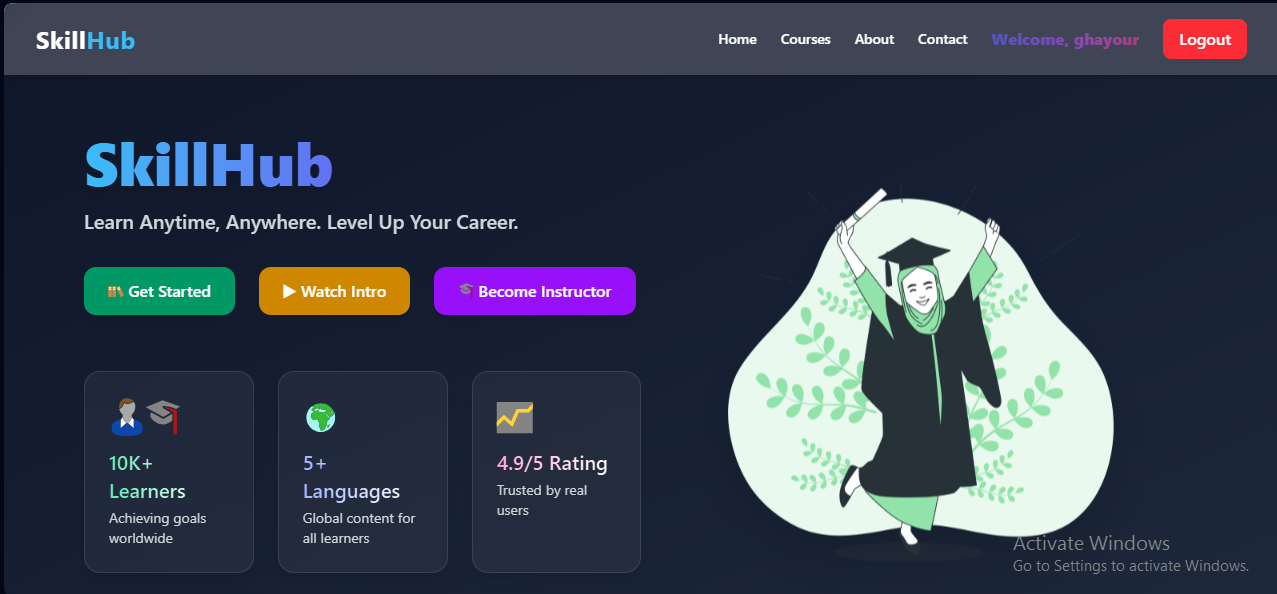 SkillHub
Home Courses About Contact Welcome, ghayour Logout
SkillHub
Learn Anytime, Anywhere. Level Up Your Career.
📚 Get Started ▶ Watch Intro 🎓 Become Instructor
10K+
Learners
Achieving goals
worldwide
5+
Languages
Global content for
all learners
4.9/5 Rating
Trusted by real
users
Activate Windows
Go to Settings to activate Windows.